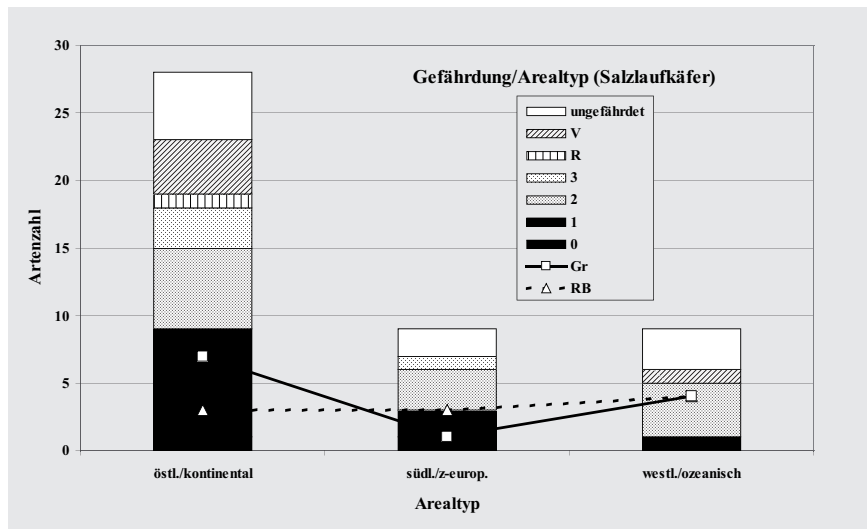 Gefährdung/Arealtyp (Salzlaufkäfer)
ungefährdet
V
R
3
2
1
0
Gr
RB
Artenzahl
30
25
20
15
10
5
0
östl./kontinental
südl./z-europ.
westl./ozeanisch
Arealtyp